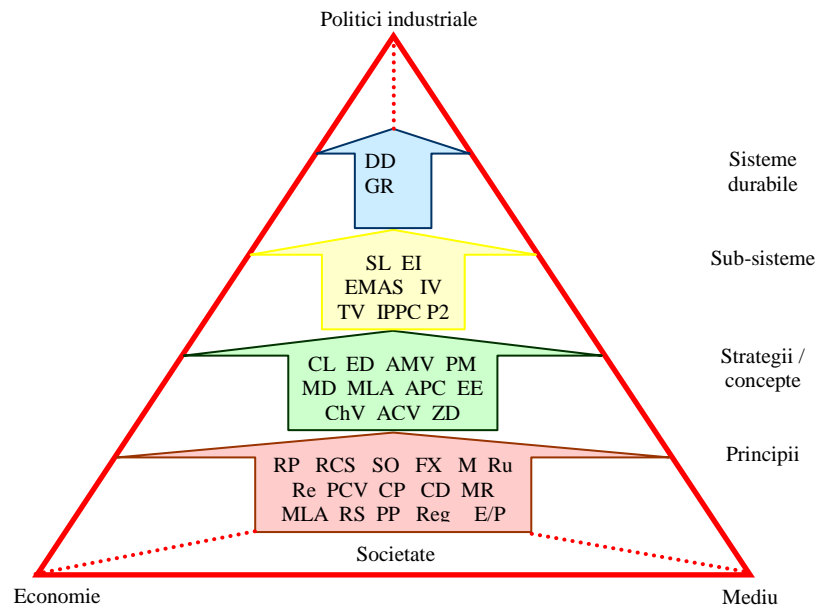 Politici industriale
DD
GR
Sisteme
durabile
SL EI
EMAS IV
TV IPPC P2
Sub-sisteme
CL ED AMV PM
MD MLA APC EE
ChV ACV ZD
Strategii /
concepte
RP RCS SO FX M Ru
Re PCV CP CD MR
MLA RS PP Reg E/P
Principii
Societate
Economie
Mediu